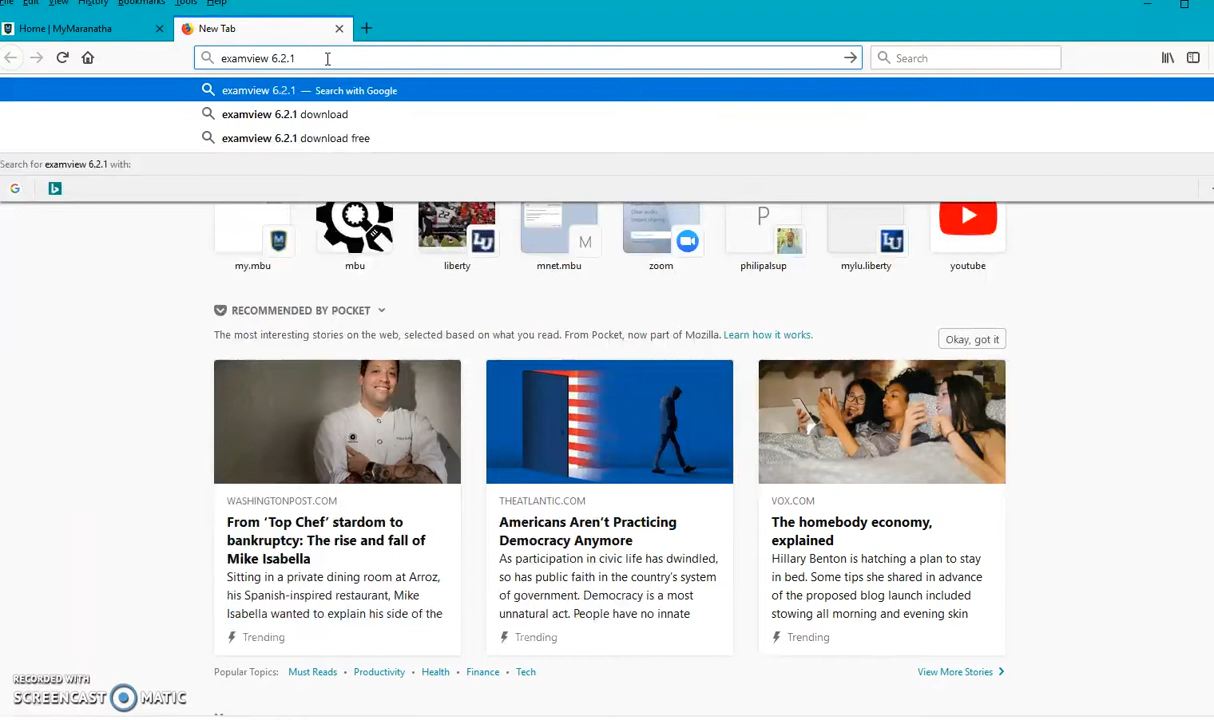 File Edit View History Bookmarks Tools Help
Home | MyMaranatha
New Tab
examview 6.2.1
Search
examview 6.2.1 — Search with Google
examview 6.2.1 download
examview 6.2.1 download free
Search for examview 6.2.1 with:
my.mbu
mbu
liberty
M
mnet.mbu
zoom
P
philipalsup
mylu.liberty
youtube
RECOMMENDED BY POCKET
The most interesting stories on the web, selected based on what you read. From Pocket, now part of Mozilla. Learn how it works.
Okay, got it
WASHINGTONPOST.COM
From ‘Top Chef’ stardom to
bankruptcy: The rise and fall of
Mike Isabella
Sitting in a private dining room at Arroz,
his Spanish-inspired restaurant, Mike
Isabella wanted to explain his side of the
Trending
THEATLANTIC.COM
Americans Aren’t Practicing
Democracy Anymore
As participation in civic life has dwindled,
so has public faith in the country’s system
of government. Democracy is a most
unnatural act. People have no innate
Trending
VOX.COM
The homebody economy,
explained
Hillary Benton is hatching a plan to stay
in bed. Some tips she shared in advance
of the proposed blog launch included
stowing all morning and evening skin
Trending
Popular Topics: Must Reads • Productivity • Health • Finance • Tech
View More Stories
RECORDED WITH
SCREENCAST MATIC